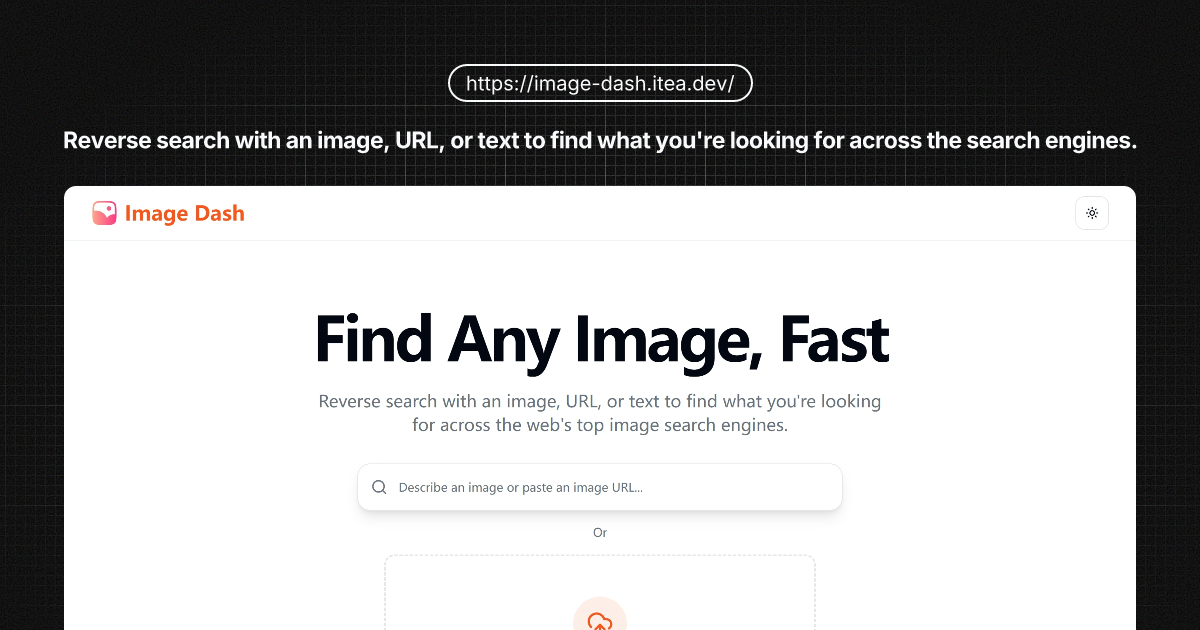 https://image-dash.itea.dev/
Reverse search with an image, URL, or text to find what you're looking for across the search engines.
Image Dash
Find Any Image, Fast
Reverse search with an image, URL, or text to find what you're looking
for across the web's top image search engines.
Describe an image or paste an image URL...
Or